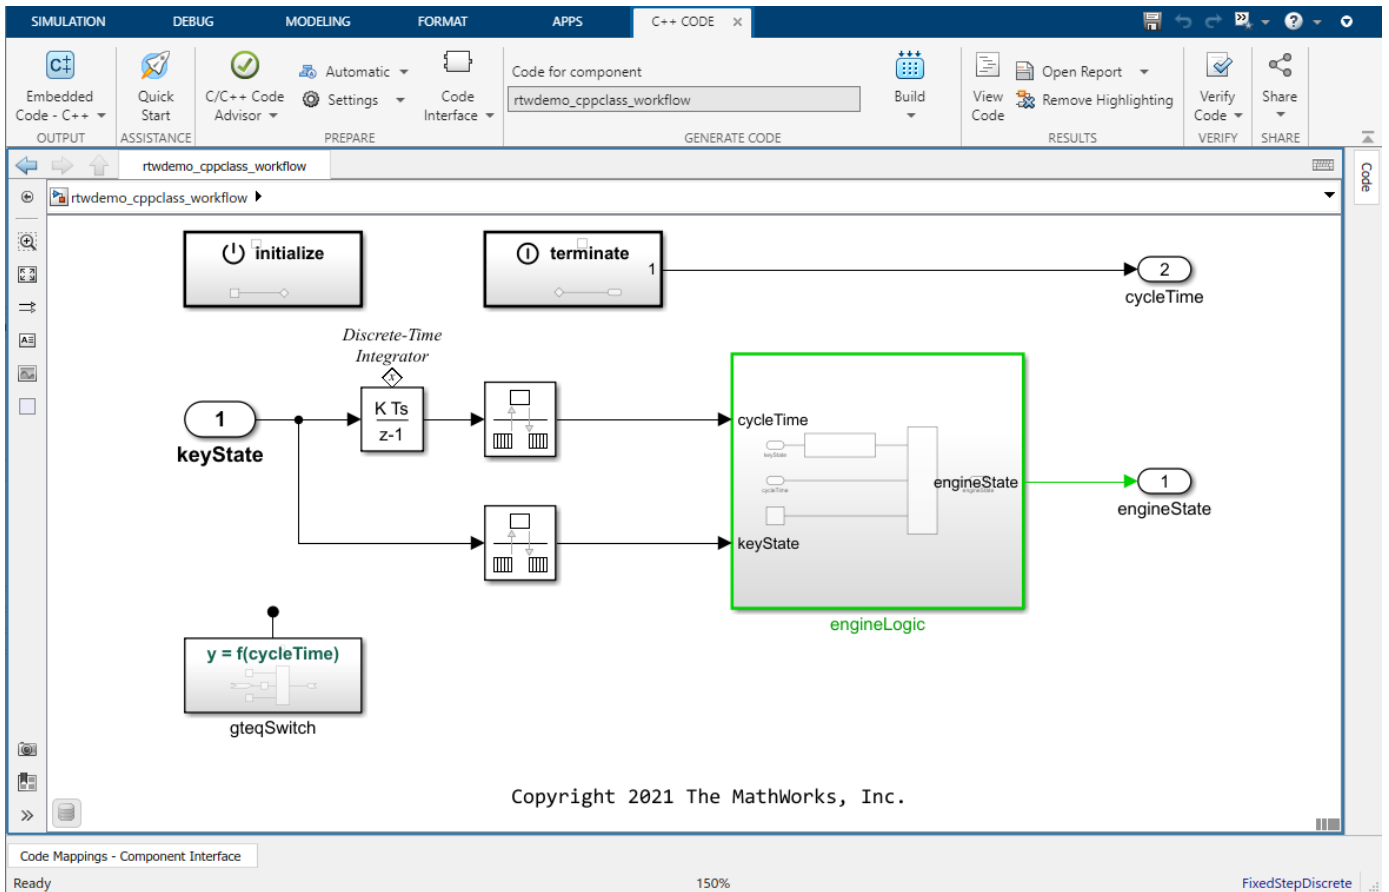 SIMULATION
DEBUG
MODELING
FORMAT
APPS
C++ CODE
Embedded
Code - C++
OUTPUT
Quick
Start
ASSISTANCE
C/C++ Code
Advisor
Automatic
Settings
Code
Interface
PREPARE
Code for component
rtwdemo_cppclass_workflow
Build
GENERATE CODE
View
Code
Open Report
Remove Highlighting
RESULTS
Verify
Code
VERIFY
Share
SHARE
rtwdemo_cppclass_workflow
Code
rtwdemo_cppclass_workflow
initialize
terminate
1
2
cycleTime
Discrete-Time
Integrator
x
1
keyState
K Ts
z-1
cycleTime
keyState
cycleTime
engineState
engineState
keyState
engineLogic
1
engineState
y = f(cycleTime)
gteqSwitch
Copyright 2021 The MathWorks, Inc.
Code Mappings - Component Interface
Ready
150%
FixedStepDiscrete